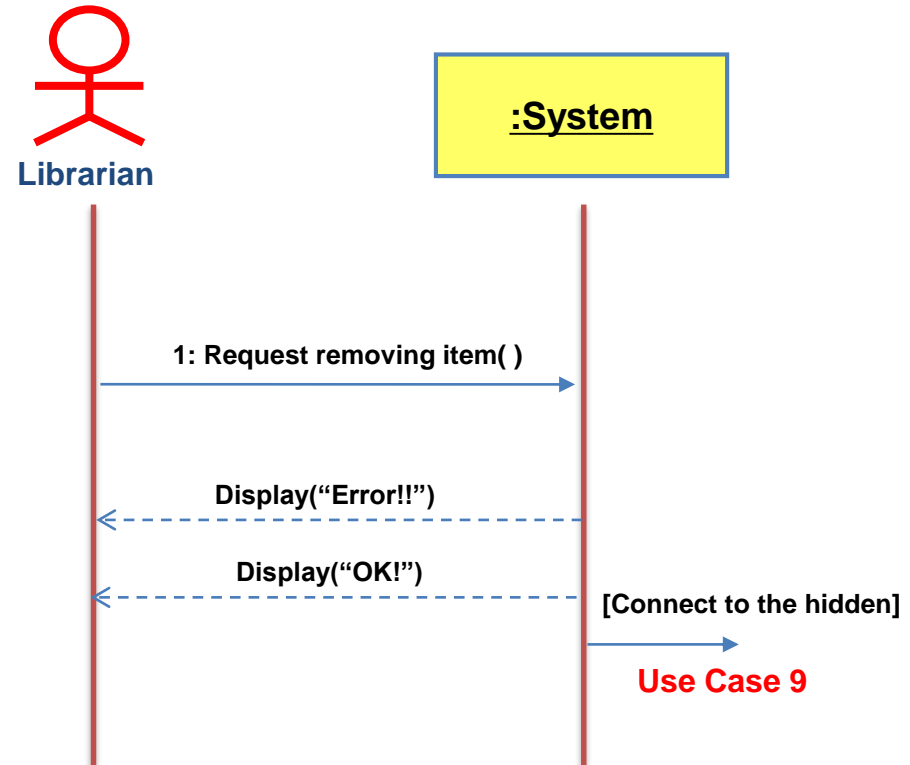 :System
Librarian
1: Request removing item( )
Display(“Error!!”)
Display(“OK!”)
[Connect to the hidden]
Use Case 9